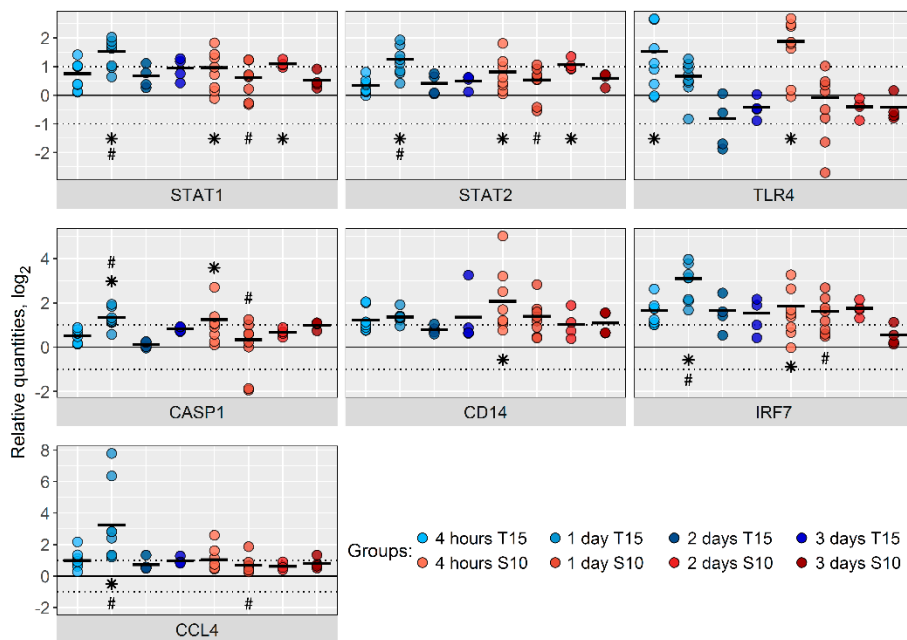 2
1
0
-1
-2
* # * # *
#
STAT1
* * # *
#
STAT2
* *
TLR4
Relative quantities, log2
4
2
0
-2
# * #
*
CASP1
*
CD14
* * #
#
IRF7
8
6
4
2
0
-2
*
# #
CCL4
Groups:
4 hours T15 1 day T15 2 days T15 3 days T15
4 hours S10 1 day S10 2 days S10 3 days S10